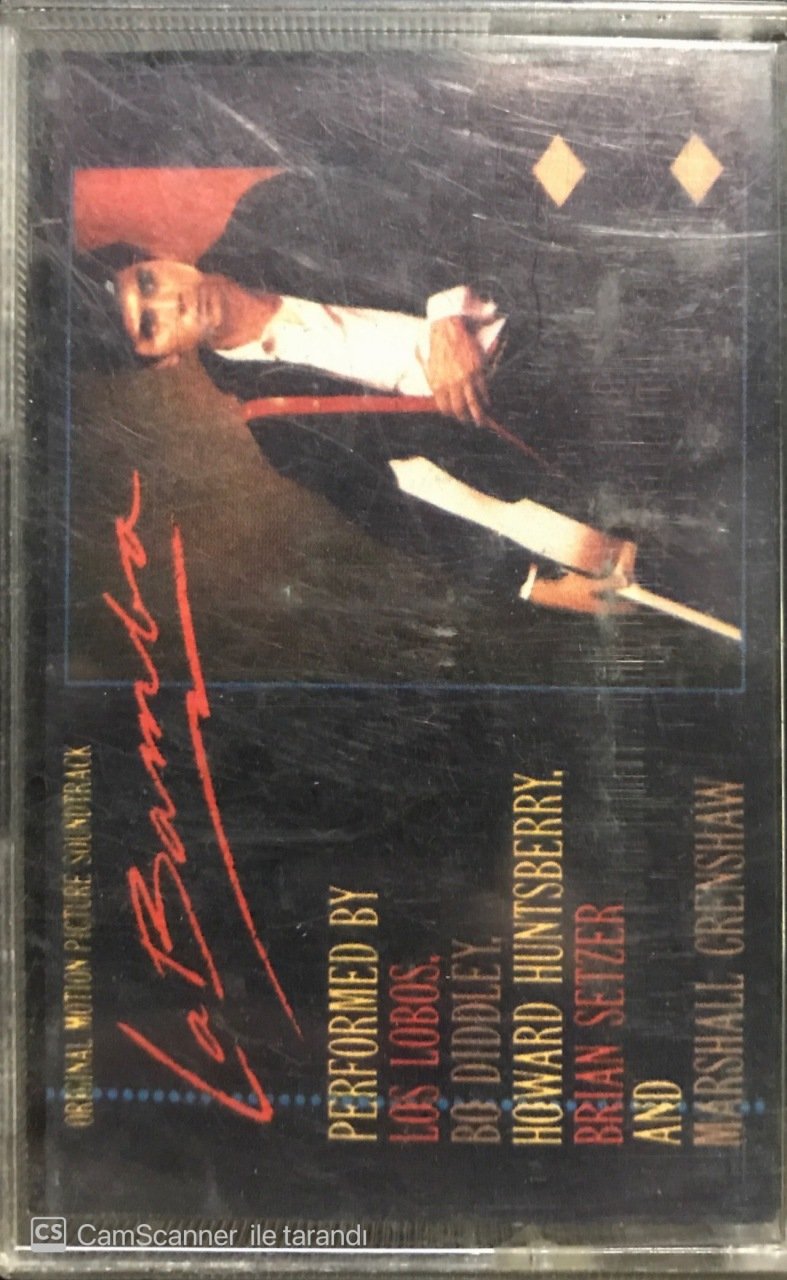 ORIGINAL MOTION PICTURE SOUNDTRACK
La Bamba
PERFORMED BY
LOS LOBOS,
BO DIDDLEY,
HOWARD HUNTSBERRY,
BRIAN SETZER
AND
MARSHALL CRENSHAW
CS CamScanner ile tarandı